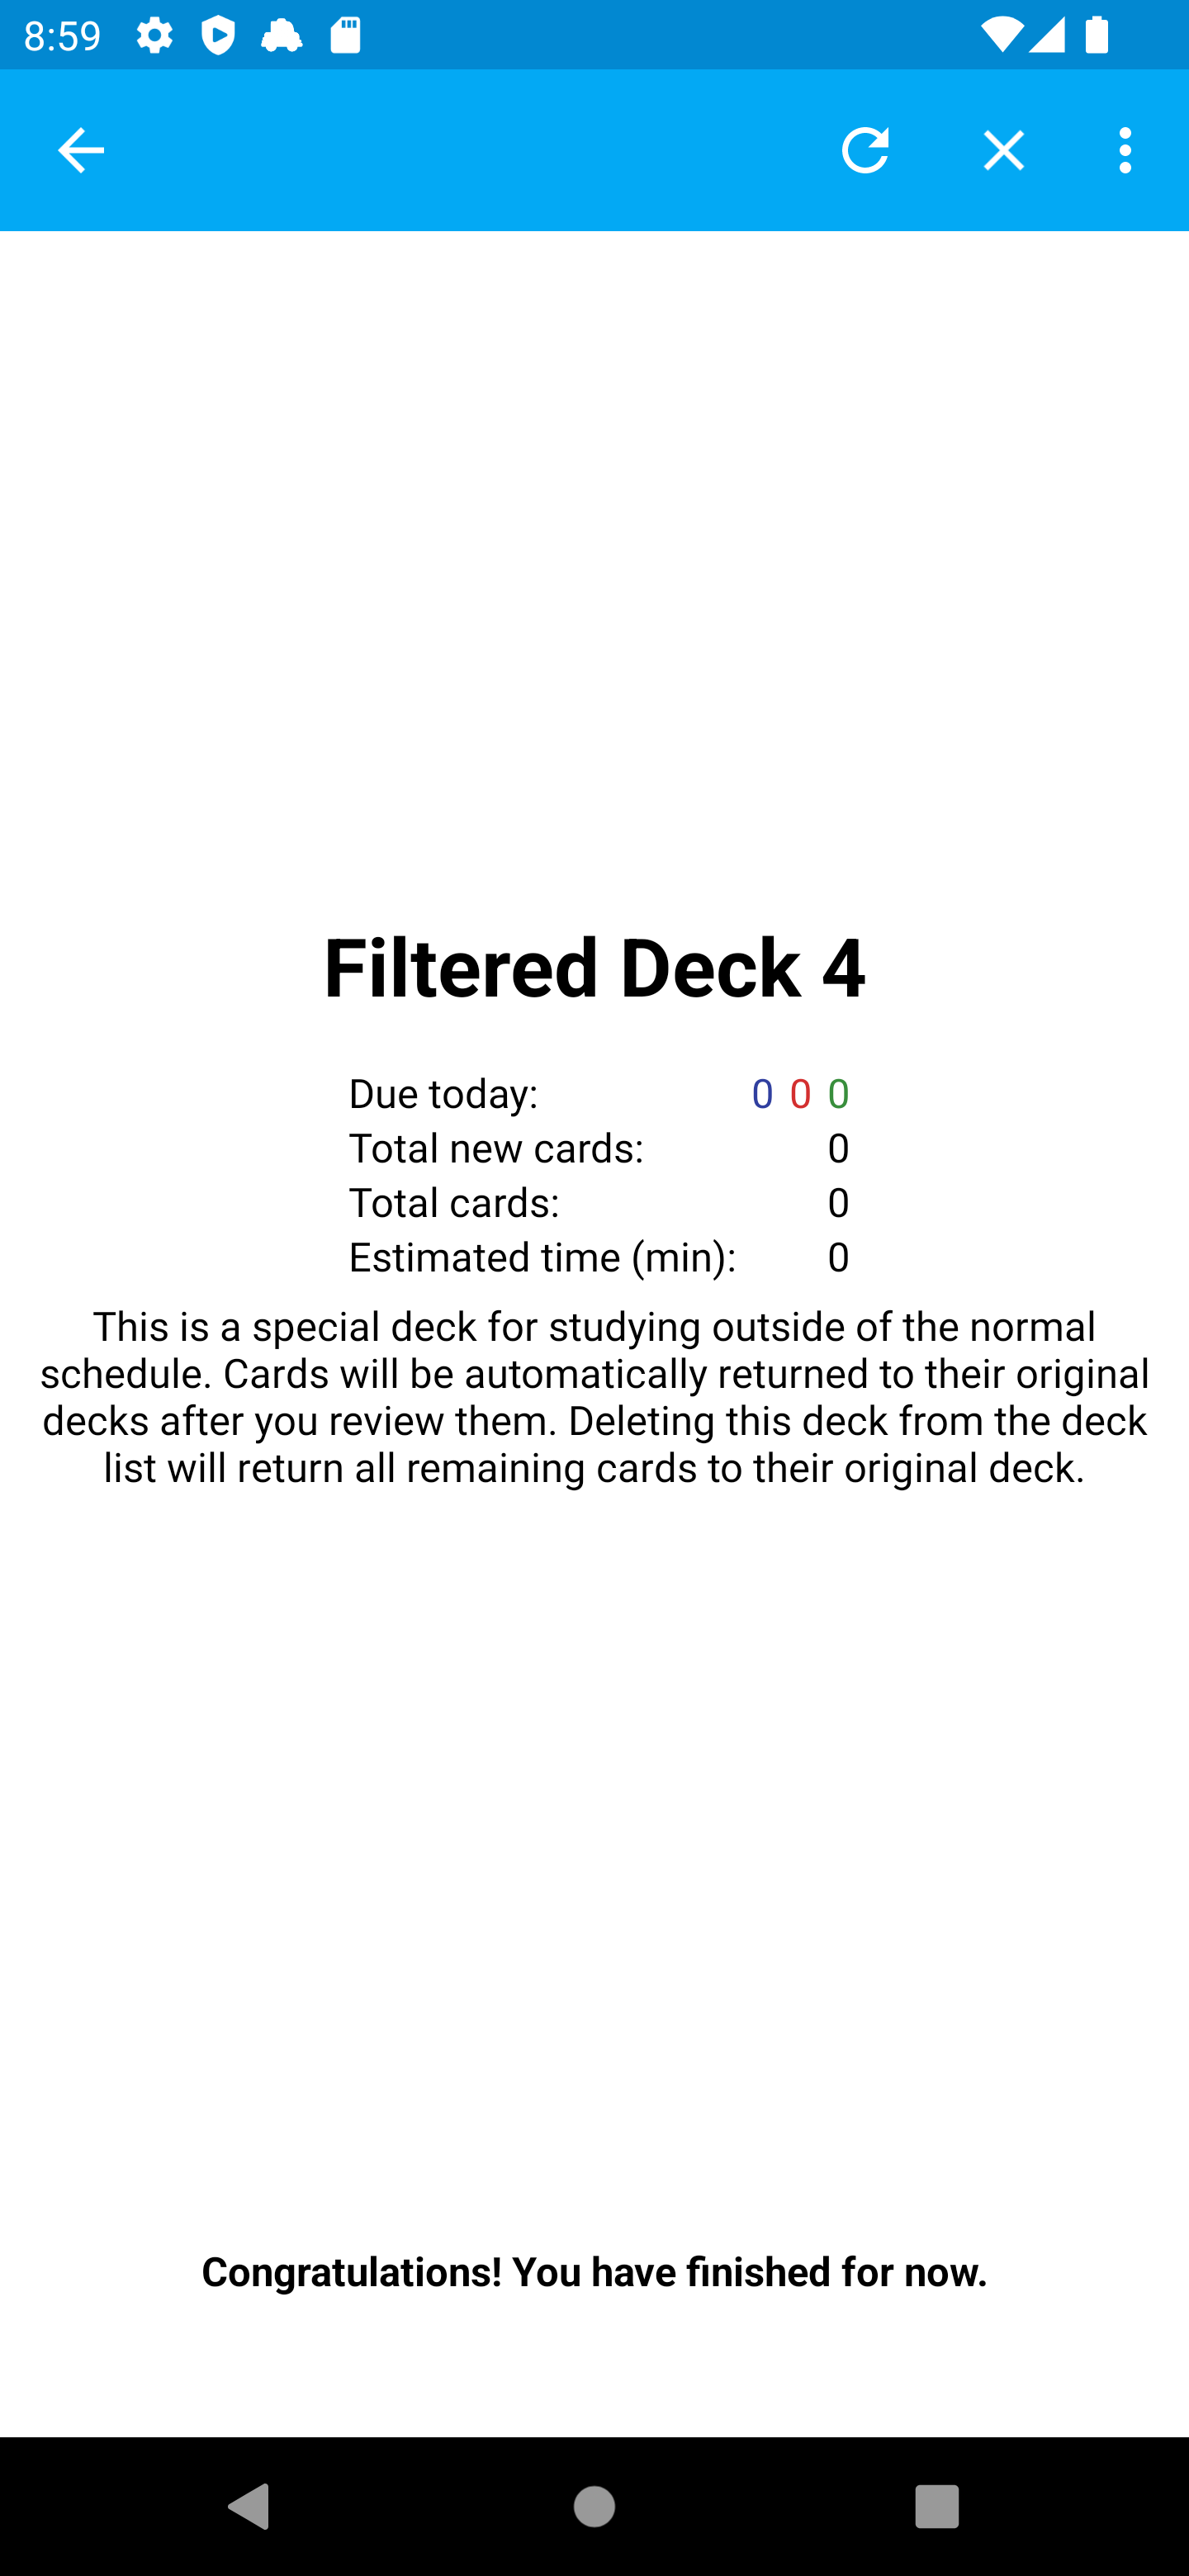 8:59
Filtered Deck 4
Due today: 0 0 0
Total new cards: 0
Total cards: 0
Estimated time (min): 0
This is a special deck for studying outside of the normal
schedule. Cards will be automatically returned to their original
decks after you review them. Deleting this deck from the deck
list will return all remaining cards to their original deck.
Congratulations! You have finished for now.